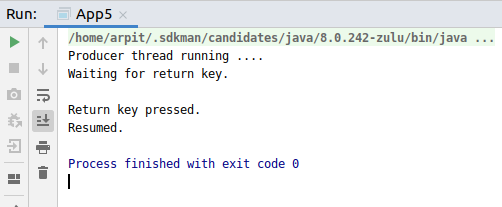 Run: App5
/home/arpit/.sdkman/candidates/java/8.0.242-zulu/bin/java ...
Producer thread running ....
Waiting for return key.
Return key pressed.
Resumed.
Process finished with exit code 0